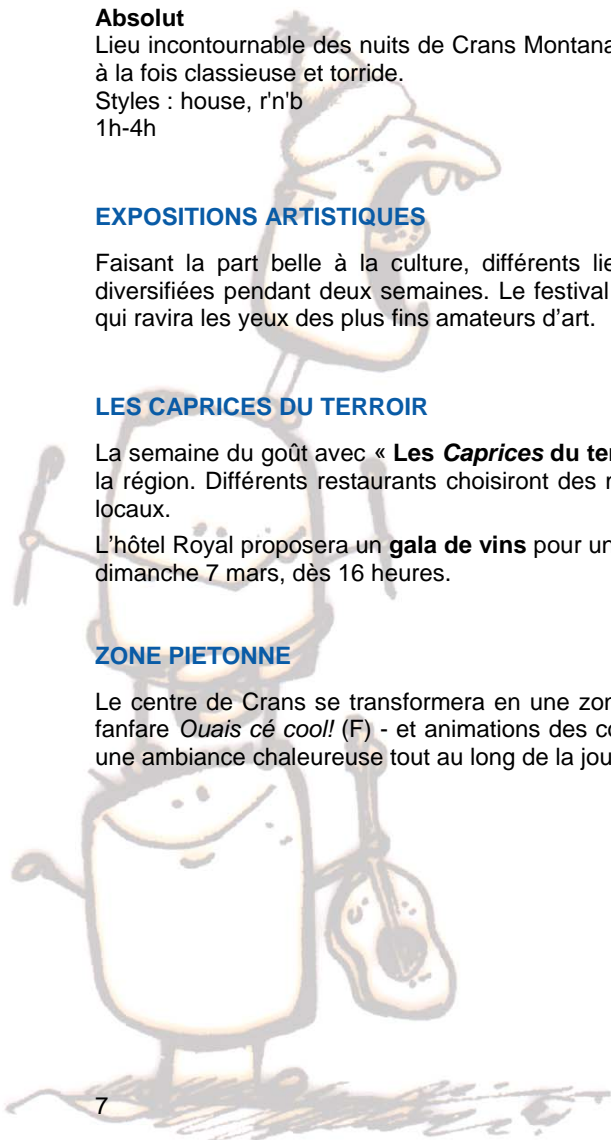 Absolut
Lieu incontournable des nuits de Crans Montana
à la fois classieuse et torride.
Styles : house, r'n'b
1h-4h
EXPOSITIONS ARTISTIQUES
Faisant la part belle à la culture, différents lie
diversifiées pendant deux semaines. Le festival
qui ravira les yeux des plus fins amateurs d’art.
LES CAPRICES DU TERROIR
La semaine du goût avec « Les Caprices du ter
la région. Différents restaurants choisiront des
locaux.
L’hôtel Royal proposera un gala de vins pour un
dimanche 7 mars, dès 16 heures.
ZONE PIETONNE
Le centre de Crans se transformera en une zon
fanfare Ouais cé cool! (F) - et animations des co
une ambiance chaleureuse tout au long de la jou
7